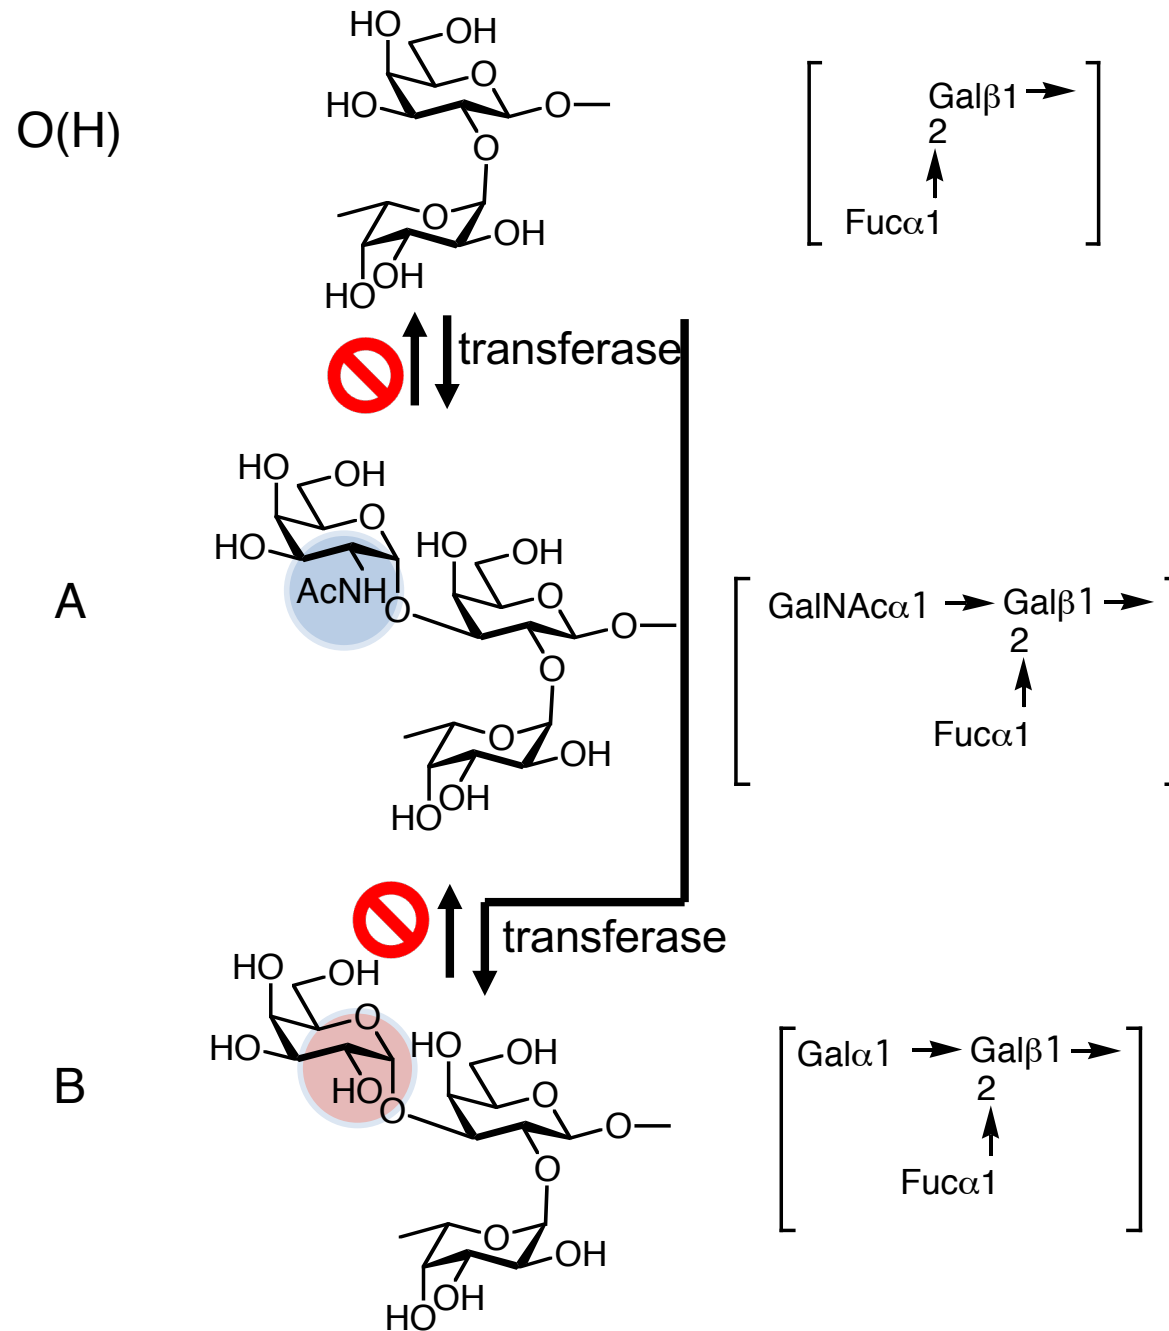 HO
OH
O
O(H)
HO
O
Galβ1
2
O
O
OH
Fucα1
OH
HO
transferase
HO
OH
O
HO
HO
OH
AcNH
O
O
A
O
GalNAcα1
Galβ1
2
O
O
OH
Fucα1
OH
HO
transferase
HO
OH
O
HO
HO
OH
HO
O
O
B
O
Galα1
Galβ1
2
O
O
OH
Fucα1
OH
HO